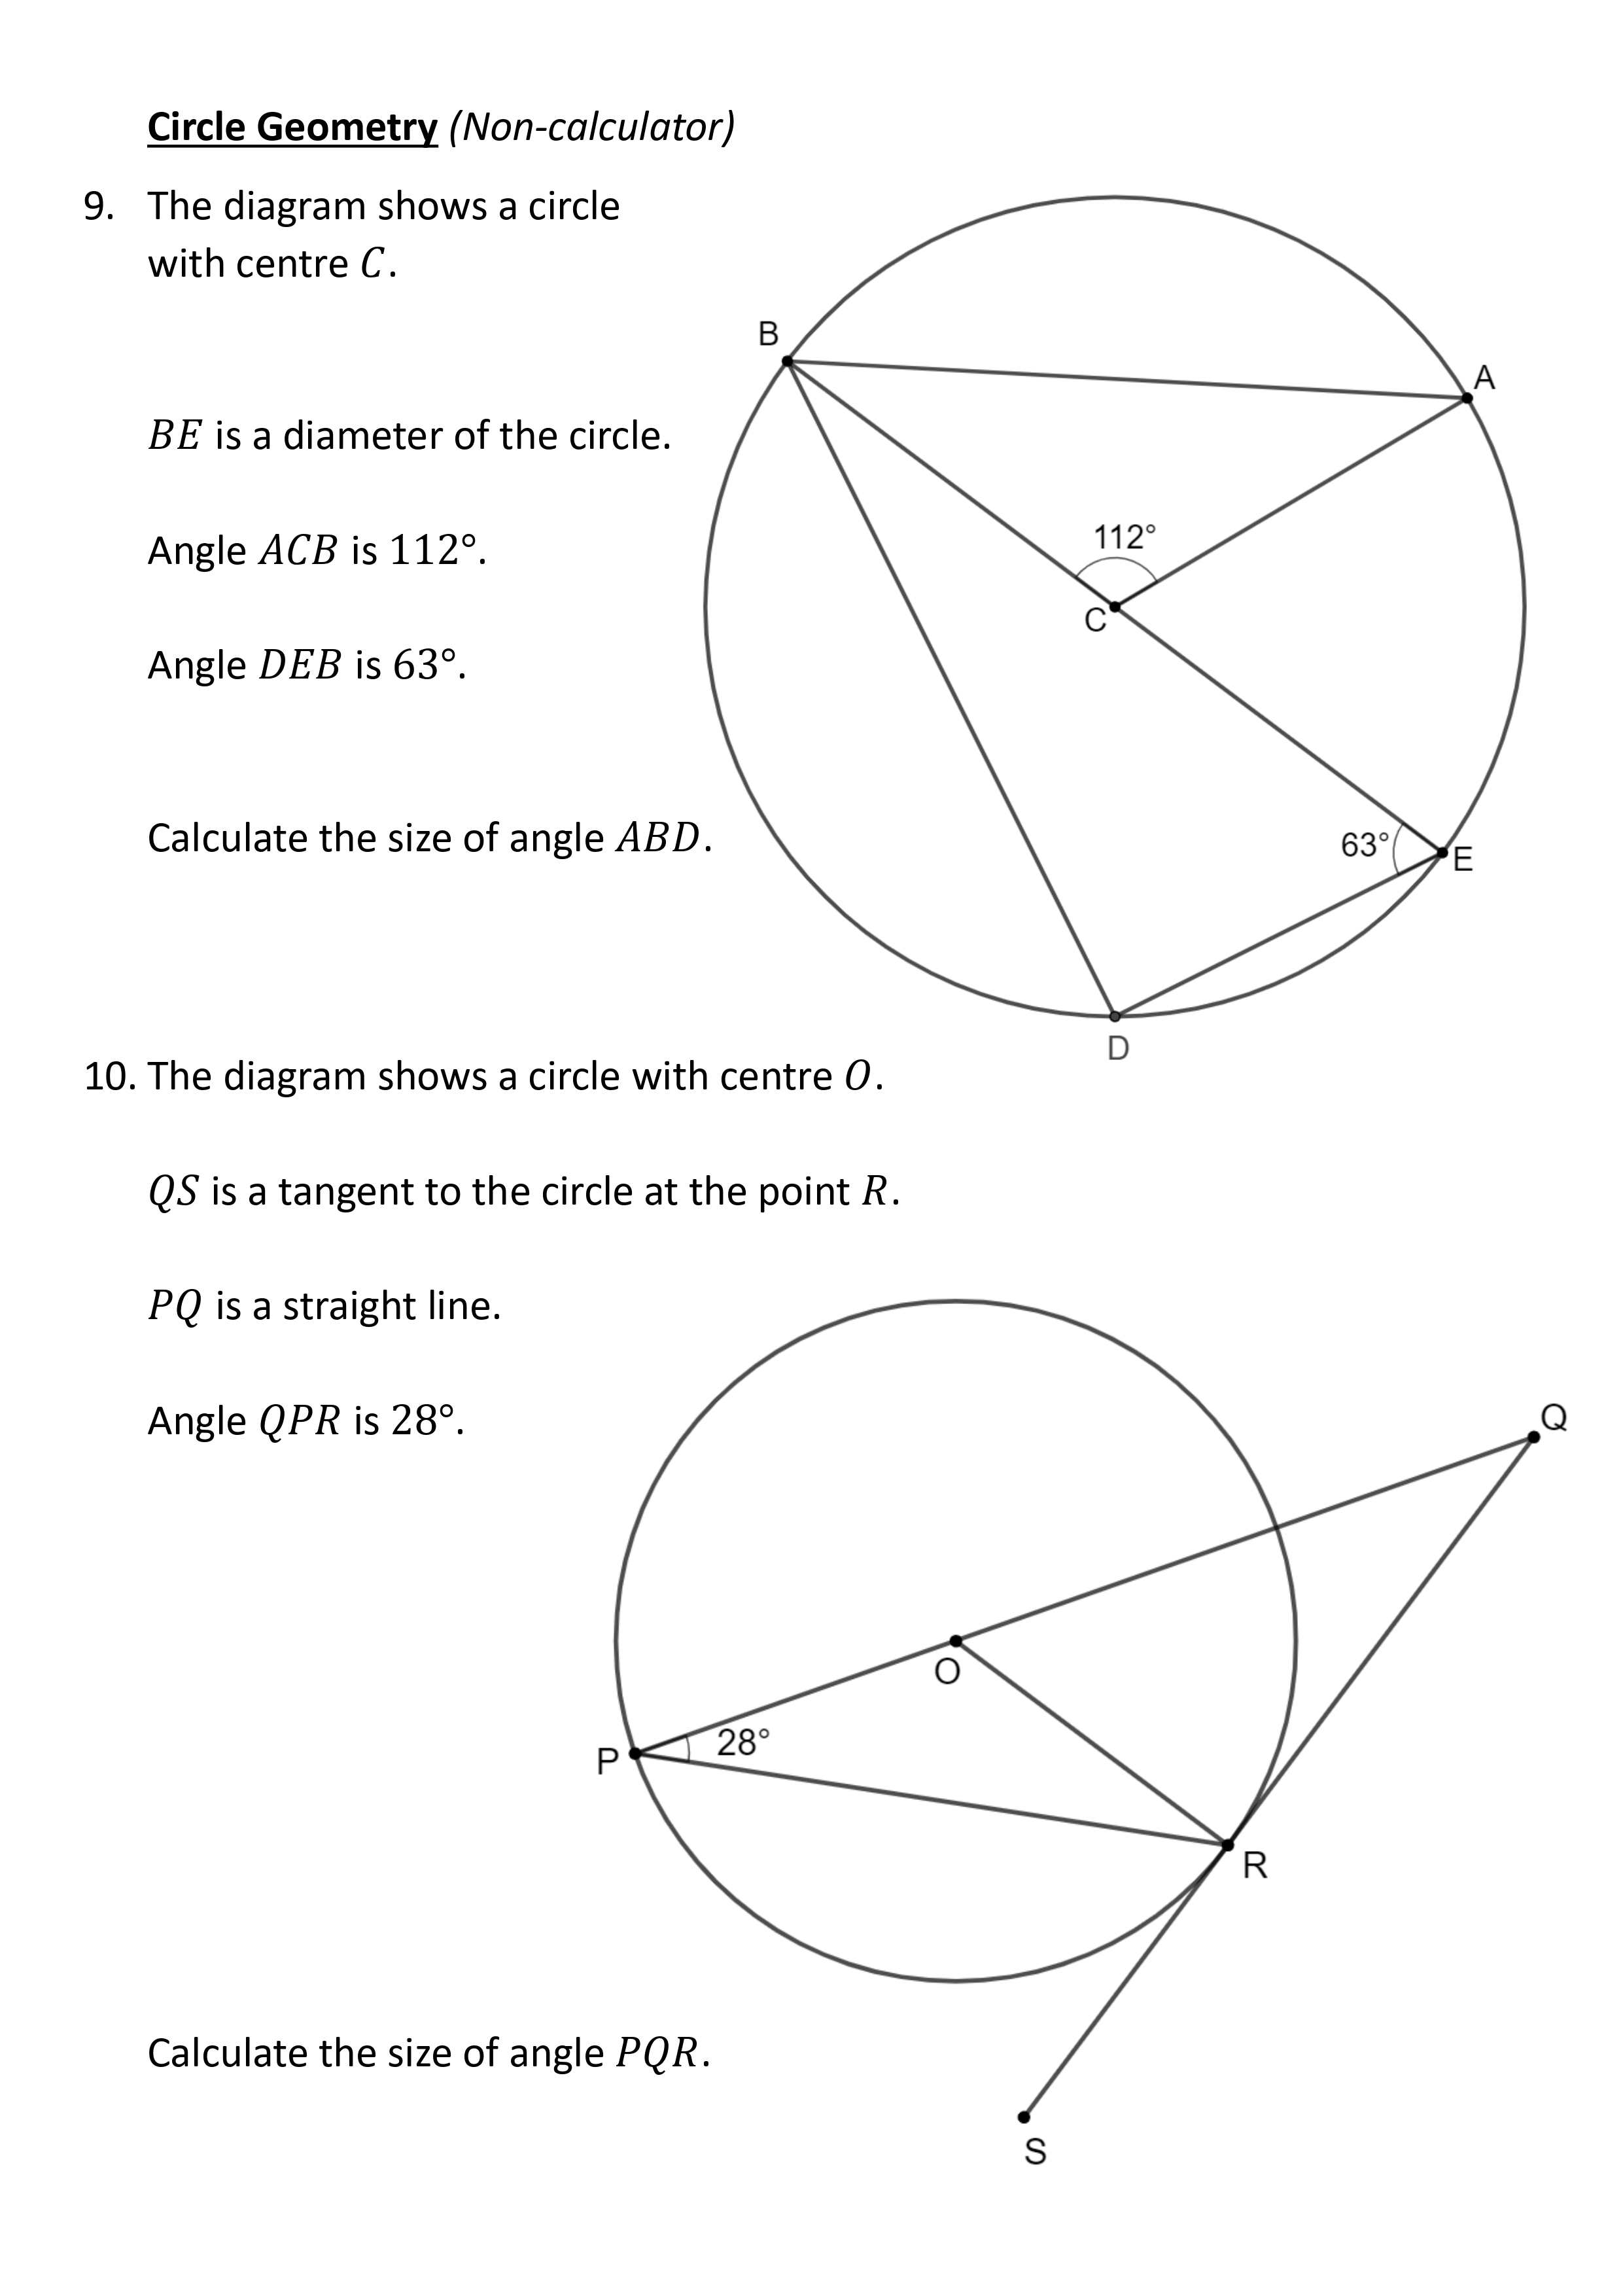 Circle Geometry (Non-calculator)
9. The diagram shows a circle
with centre C.
B
A
BE is a diameter of the circle.
Angle ACB is 112°.
112°
C
Angle DEB is 63°.
Calculate the size of angle ABD.
63°
E
D
10. The diagram shows a circle with centre O.
QS is a tangent to the circle at the point R.
PQ is a straight line.
Angle QPR is 28°.
Q
O
28°
P
R
Calculate the size of angle PQR.
S